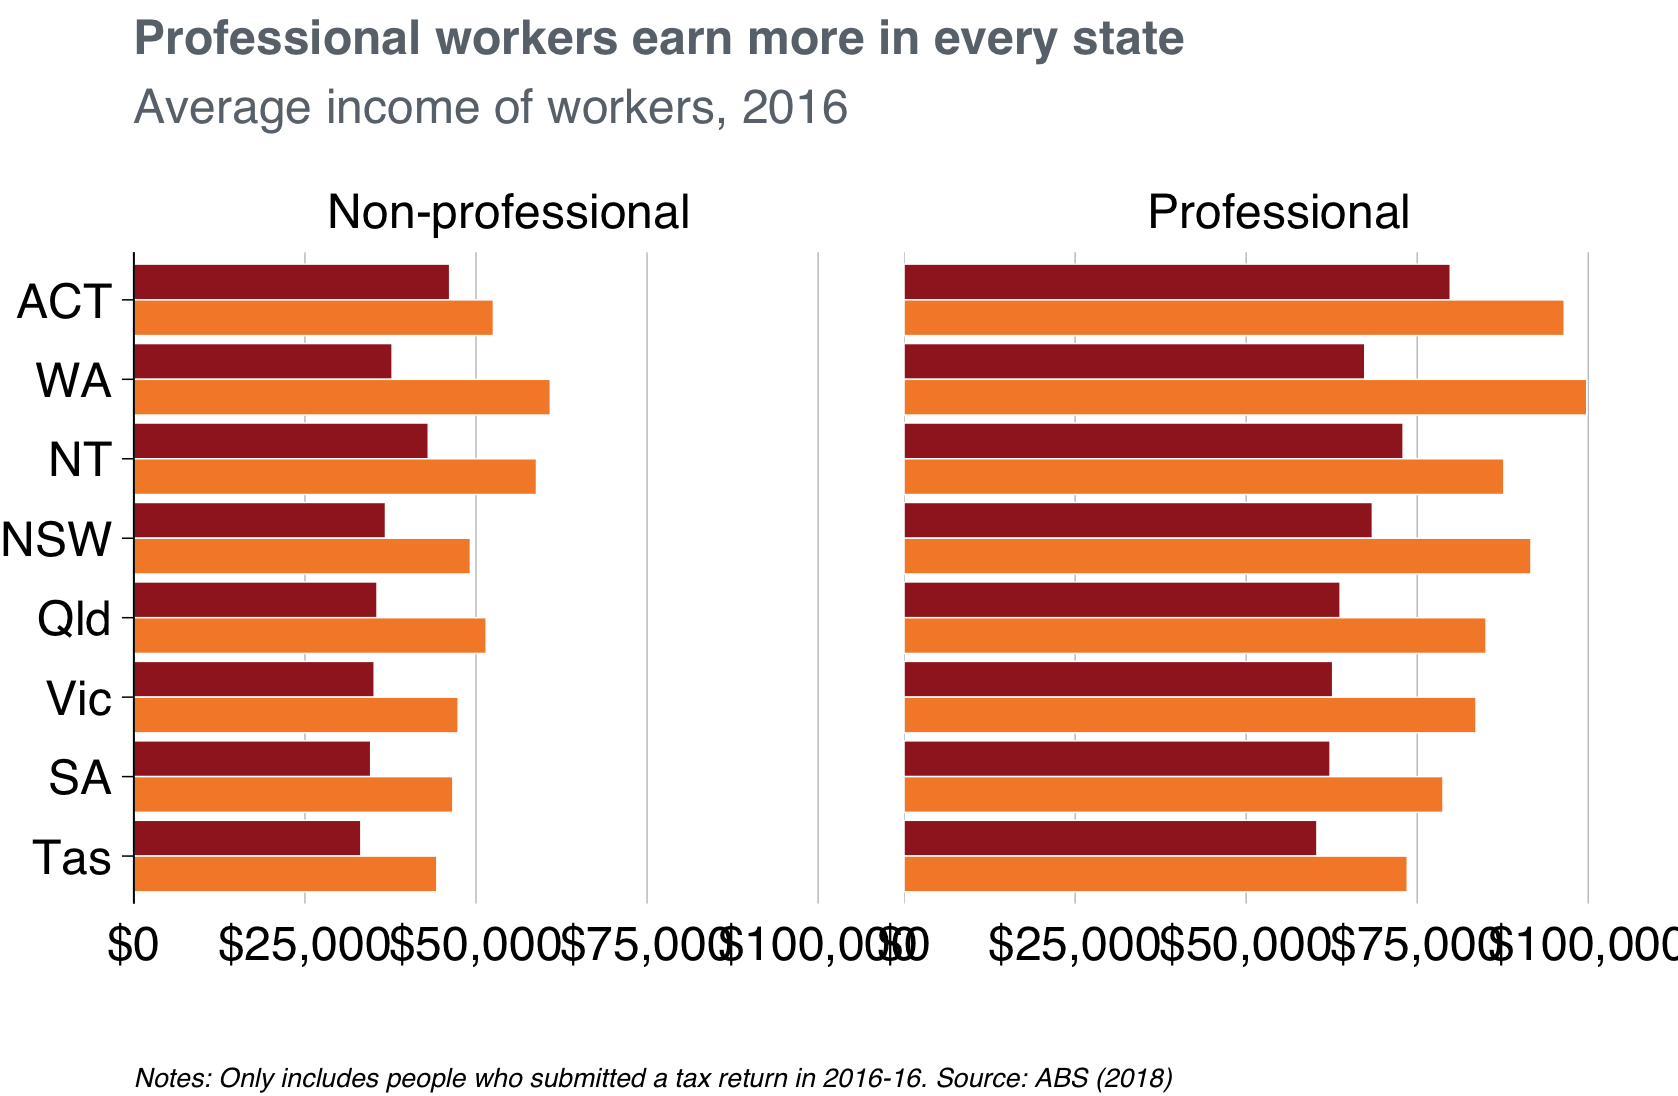 Professional workers earn more in every state
Average income of workers, 2016
Non-professional
Professional
ACT
WA
NT
NSW
Qld
Vic
SA
Tas
$0 $25,000 $50,000 $75,000 $100,000 $0 $25,000 $50,000 $75,000 $100,000
Notes: Only includes people who submitted a tax return in 2016-16. Source: ABS (2018)